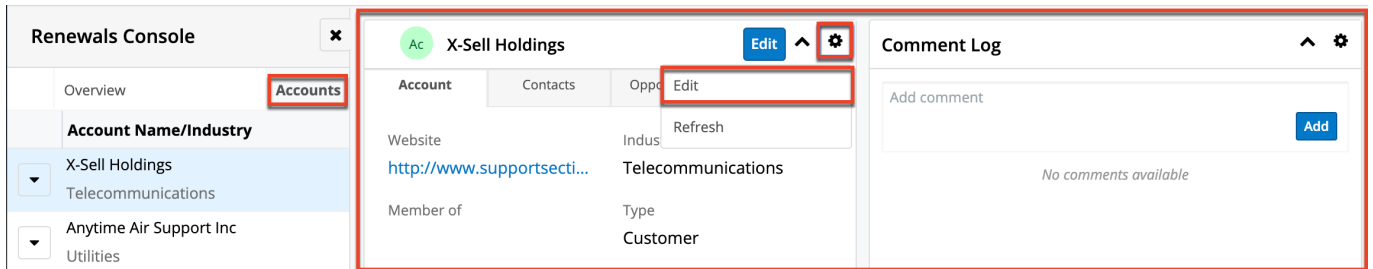 Renewals Console
Overview
Accounts
Account Name/Industry
X-Sell Holdings
Telecommunications
Anytime Air Support Inc
Utilities
Ac
X-Sell Holdings
Edit
Account
Contacts
Oppo
Edit
Refresh
Website
Indus
http://www.supportsecti...
Telecommunications
Member of
Type
Customer
Comment Log
Add comment
Add
No comments available